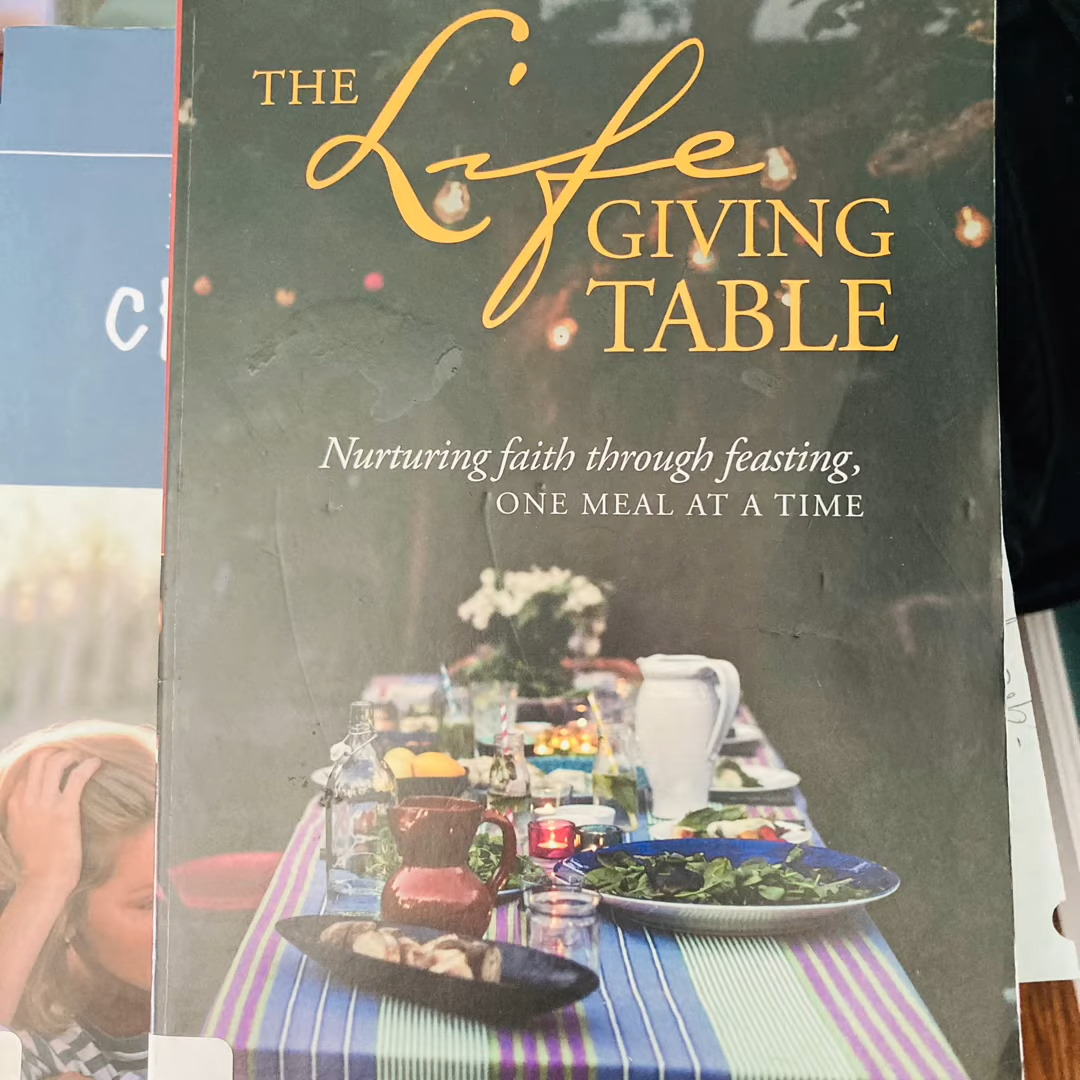 THE Life
GIVING
TABLE
Nurturing faith through feasting,
ONE MEAL AT A TIME